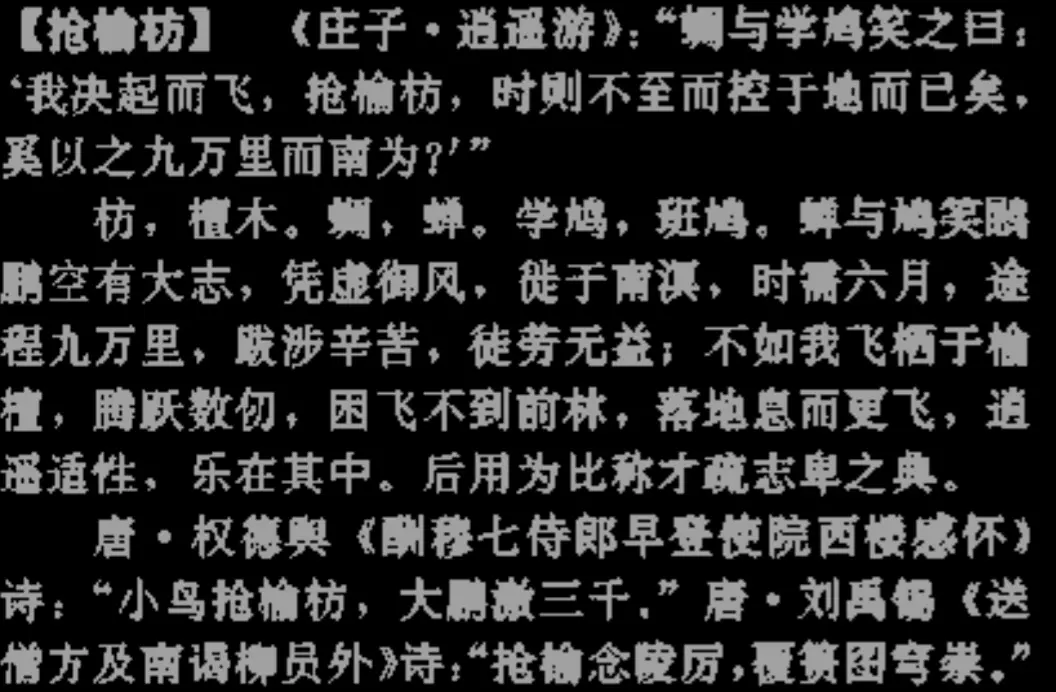 【抢榆枋】 《庄子·逍遥游》:“蜩与学鸠笑之曰:
‘我决起而飞，抢榆枋，时则不至而控于地而已矣，
奚以之九万里而南为?’”
枋，檀木。蜩，蝉。学鸠，斑鸠。蝉与鸠笑
鹏空有大志，凭虚御风，徙于南溟，时需六月，途
程九万里，跋涉辛苦，徒劳无益；不如我飞栖于榆
檀，腾跃数仞，困飞不到前林，落地息而更飞，逍
遥适性，乐在其中。后用为比称才疏志卑之典。
唐·权德舆《酬穆七侍郎早登使院西楼感怀》
诗：“小鸟抢榆枋，大鹏激三千.”唐·刘禹锡《送
僧方及南谒柳员外》诗:“抢榆念陵厉，覆篑图穹崇。”